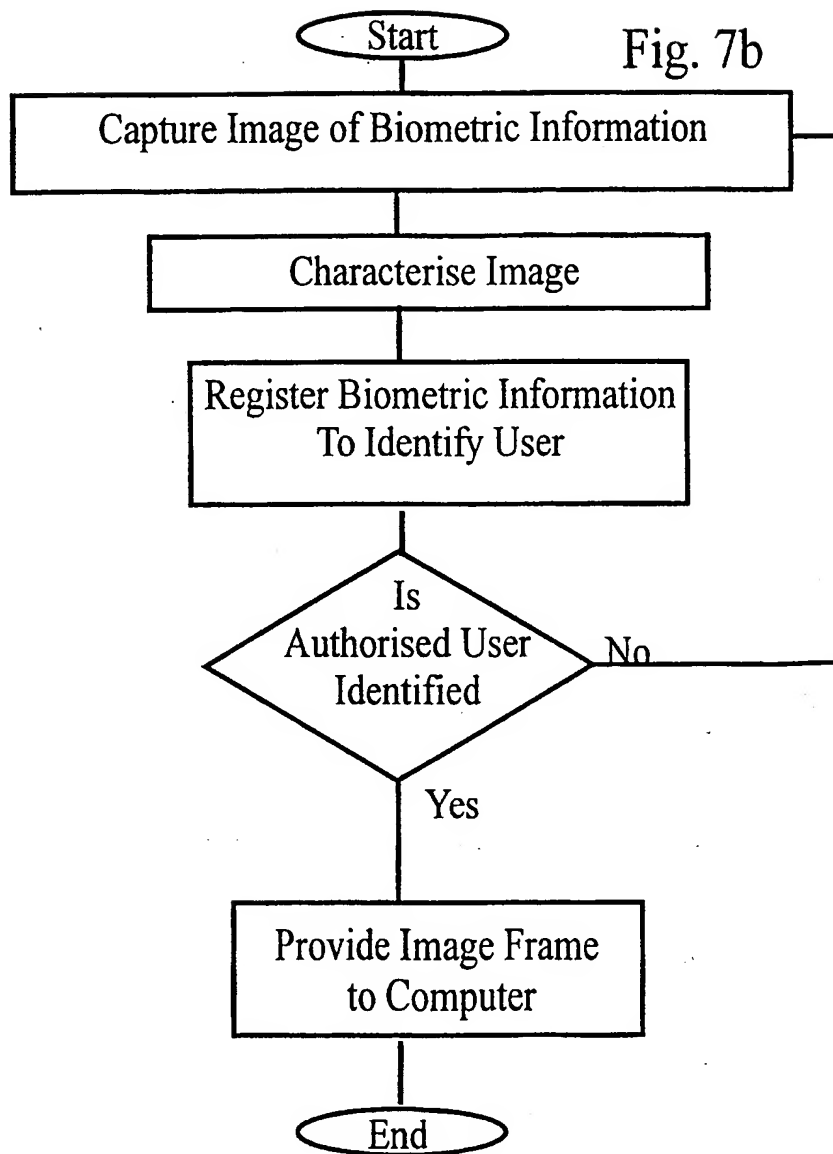 Start
Fig. 7b
Capture Image of Biometric Information
Characterise Image
Register Biometric Information
To Identify User
Is
Authorised User
Identified
No
Yes
Provide Image Frame
to Computer
End